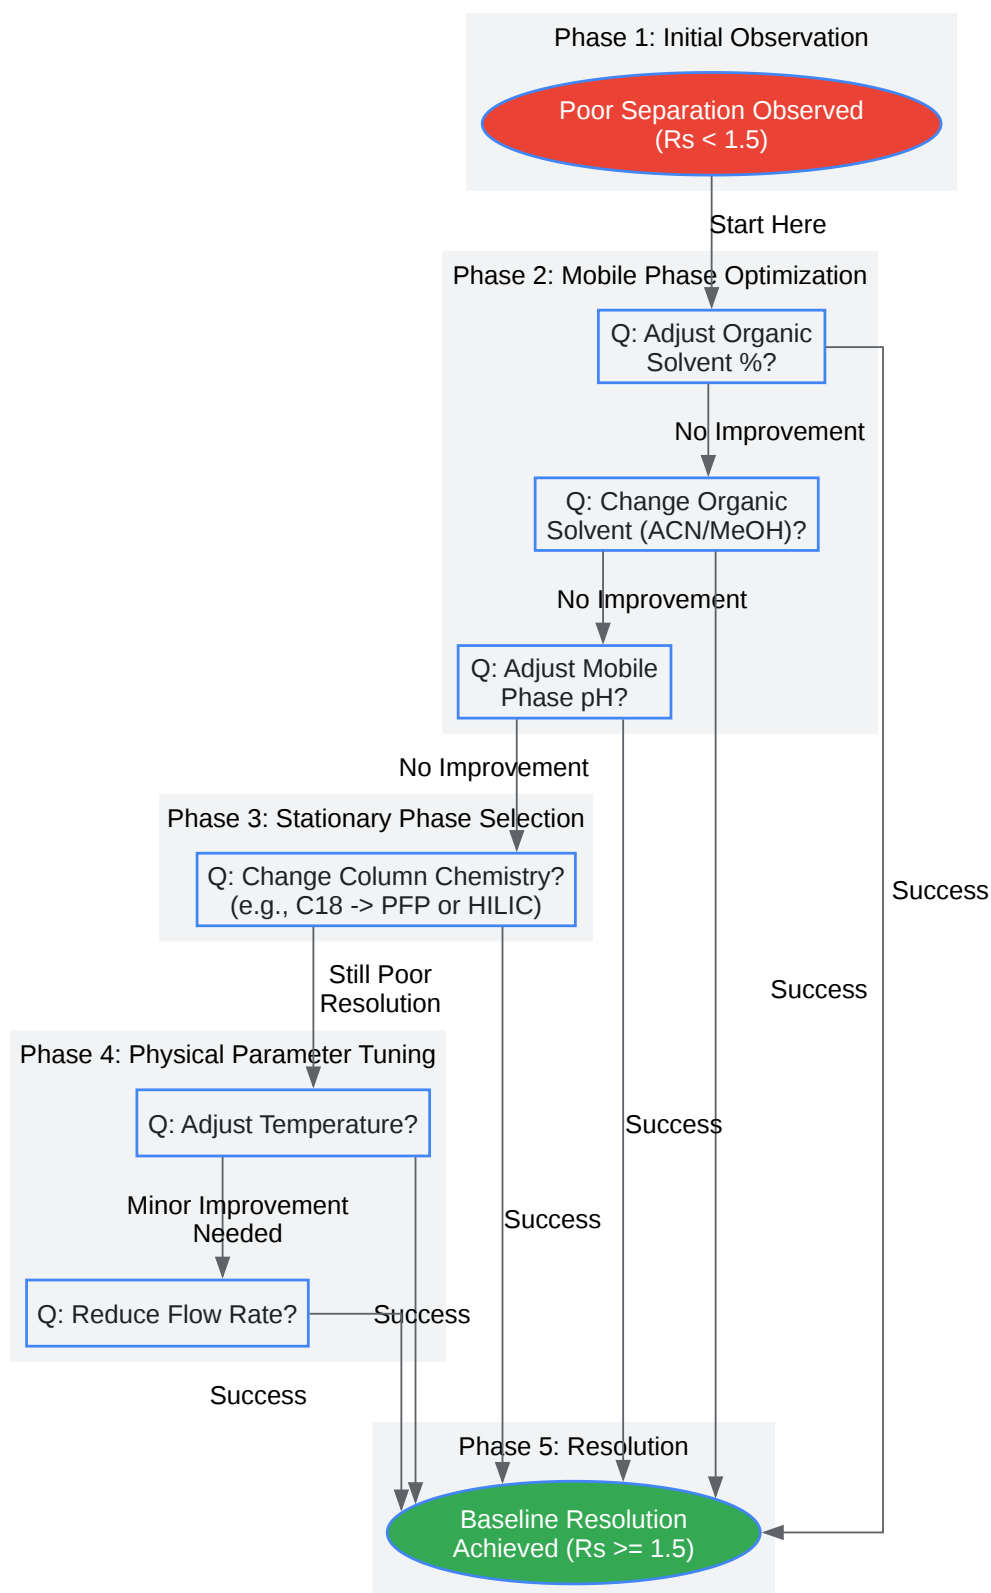 Phase 1: Initial Observation
Poor Separation Observed
(Rs < 1.5)
Start Here
Phase 2: Mobile Phase Optimization
Q: Adjust Organic
Solvent %?
No Improvement
Q: Change Organic
Solvent (ACN/MeOH)?
No Improvement
Q: Adjust Mobile
Phase pH?
No Improvement
Phase 3: Stationary Phase Selection
Q: Change Column Chemistry?
(e.g., C18 -> PFP or HILIC)
Success
Still Poor
Resolution
Success
Phase 4: Physical Parameter Tuning
Q: Adjust Temperature?
Success
Minor Improvement
Needed
Success
Q: Reduce Flow Rate?
Success
Success
Phase 5: Resolution
Baseline Resolution
Achieved (Rs >= 1.5)